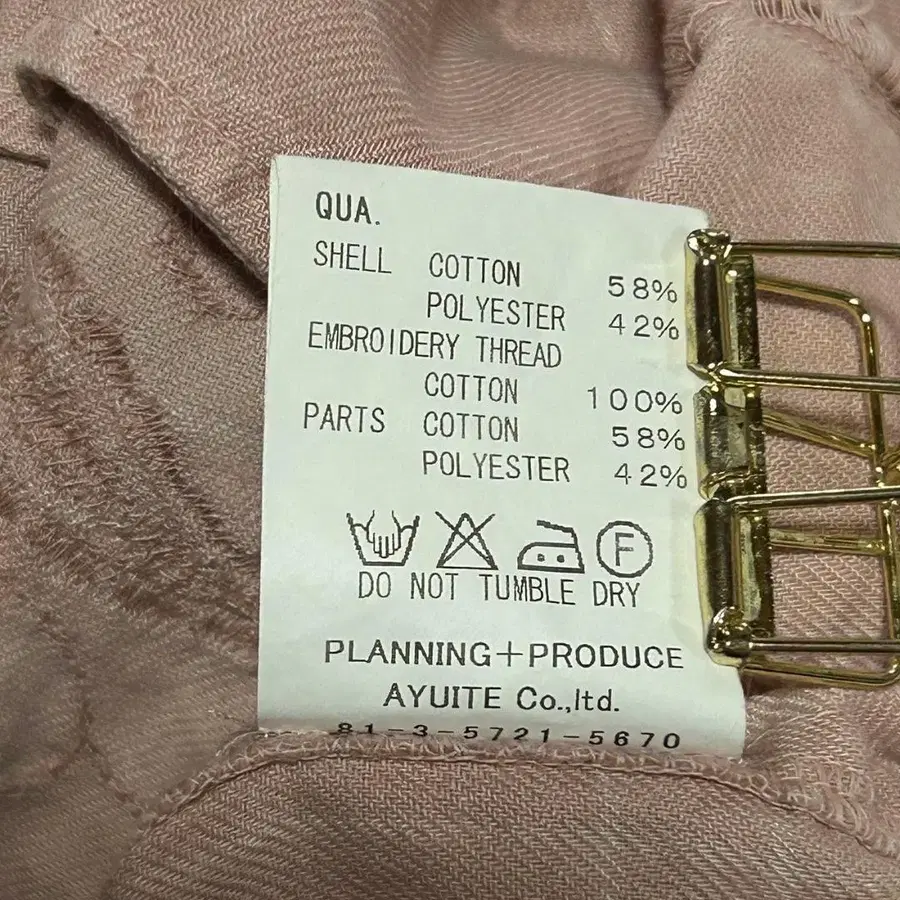 QUA.
SHELL COTTON 58%
POLYESTER 42%
EMBROIDERY THREAD
COTTON 100%
PARTS COTTON 58%
POLYESTER 42%
F
DO NOT TUMBLE DRY
PLANNING+PRODUCE
AYUITE Co.,ltd.
81-3-5721-5670